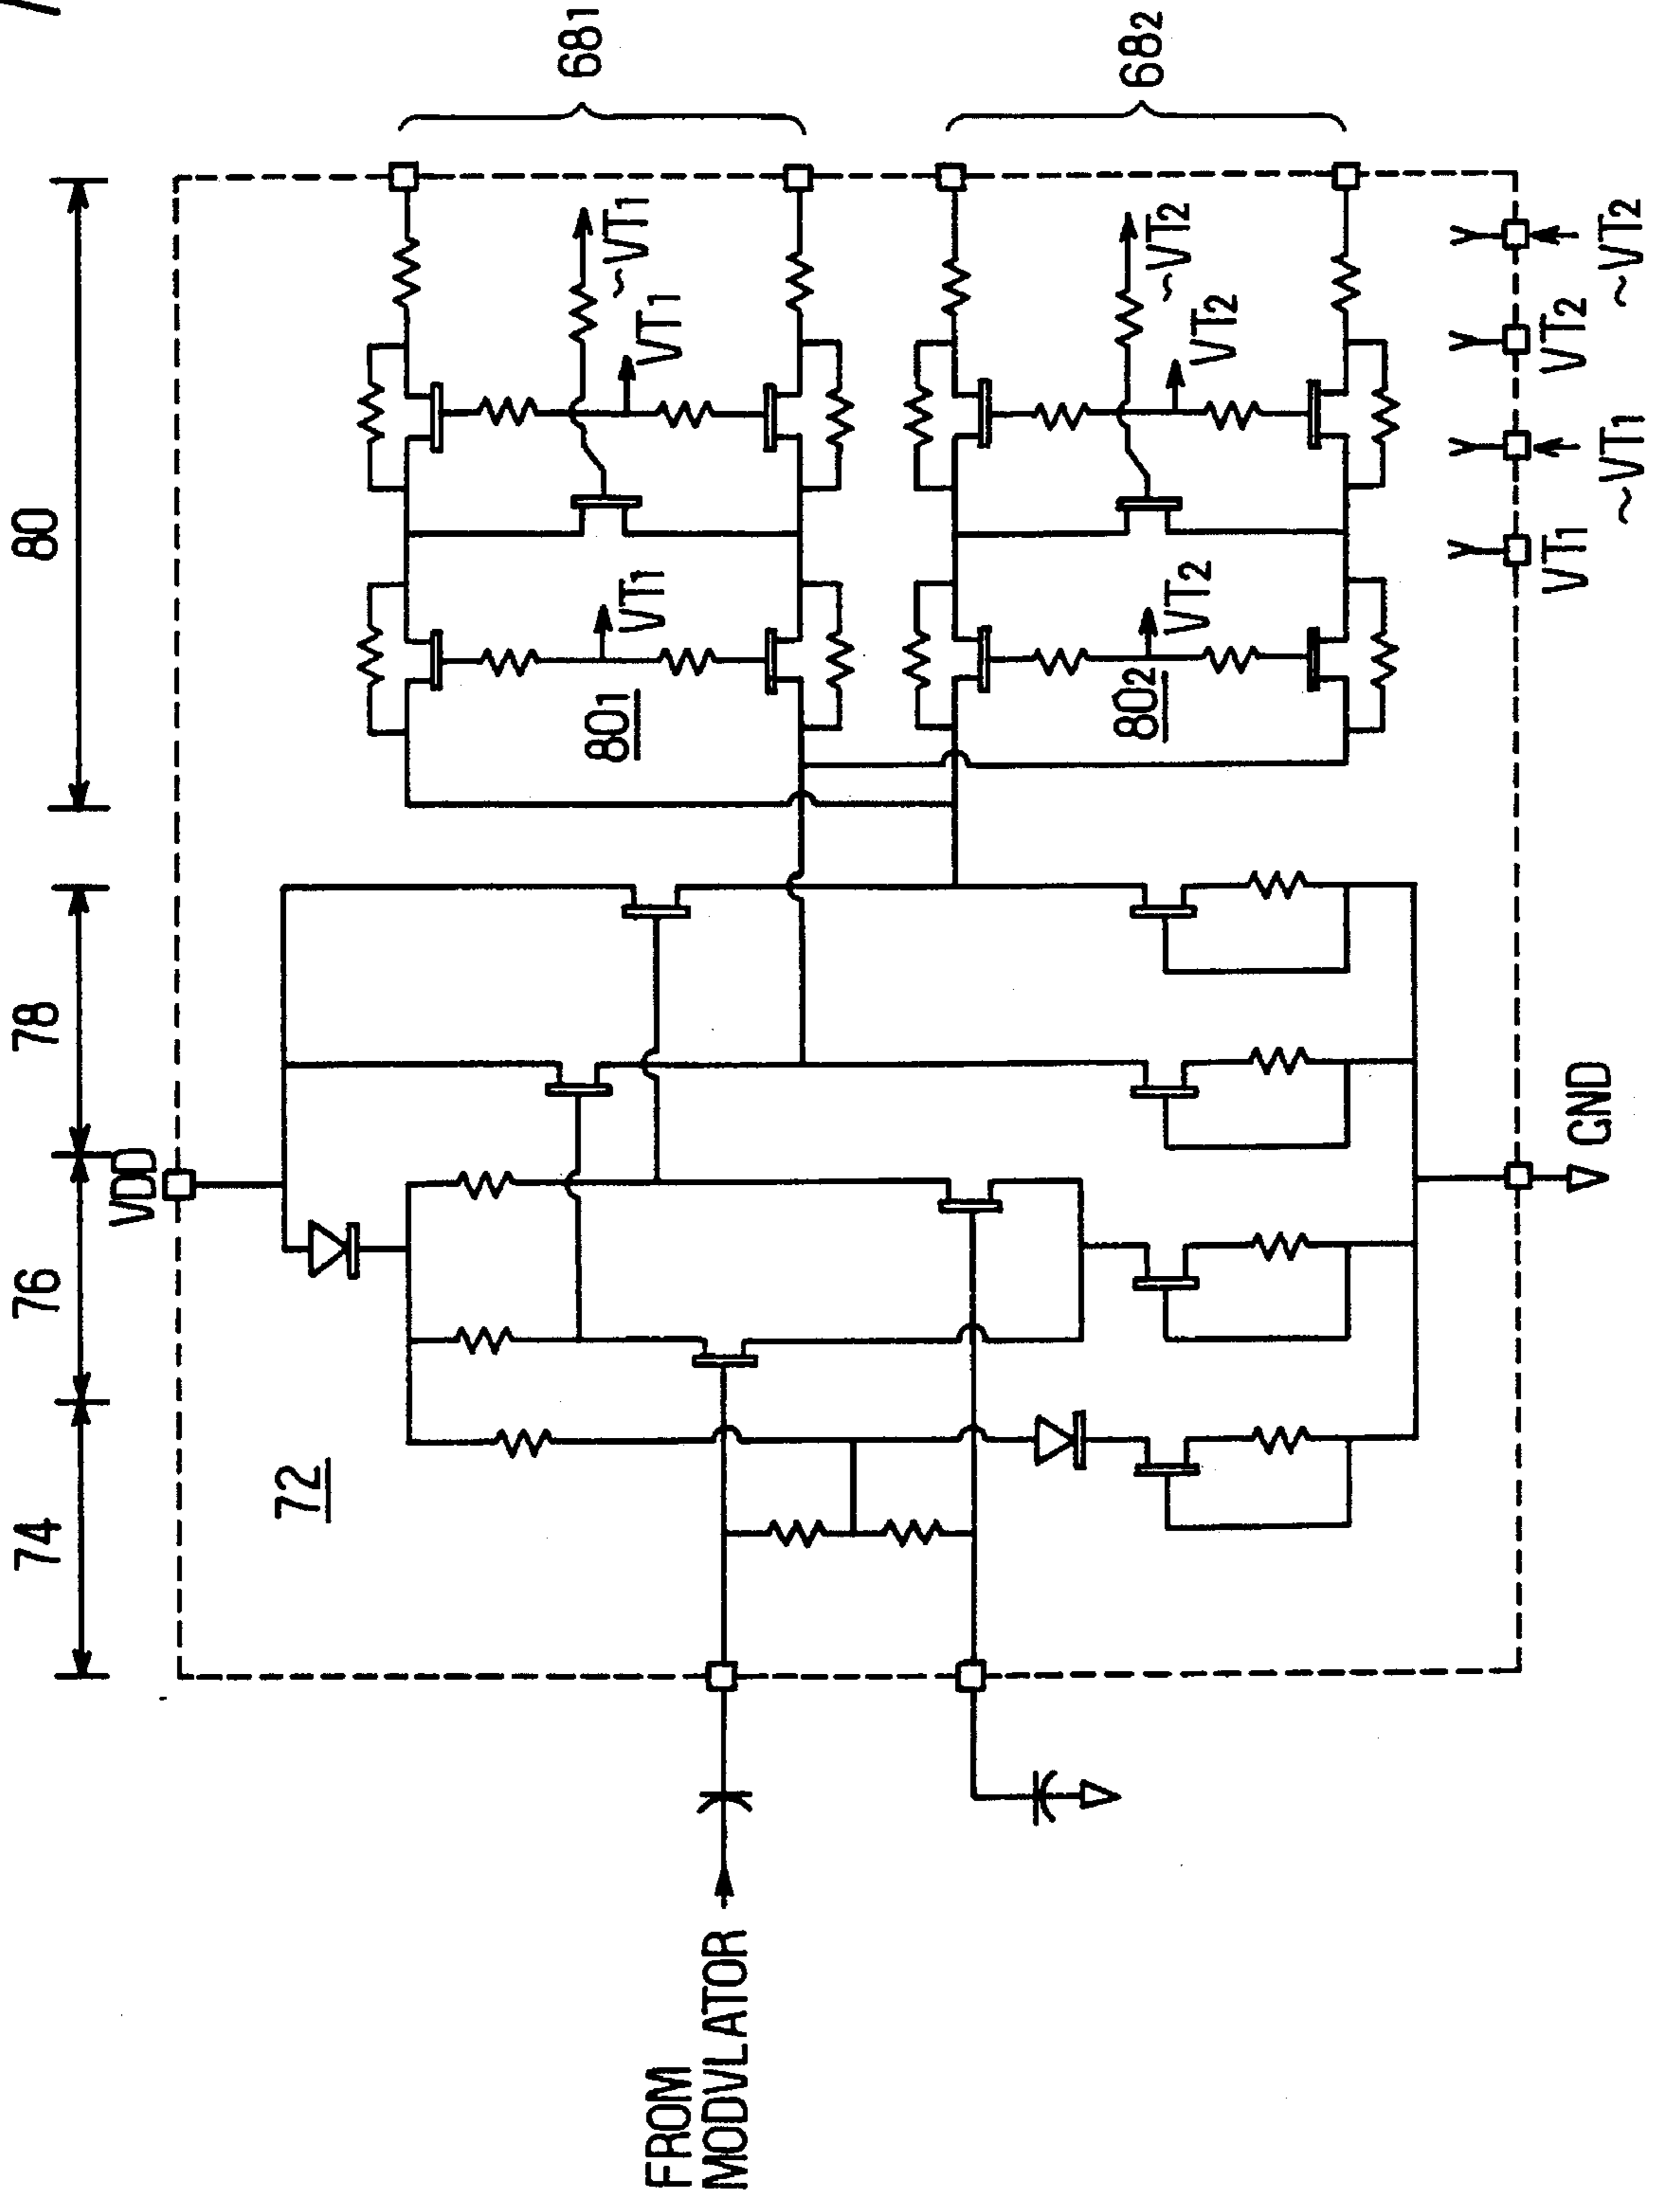 74
76
78
80
VDD
72
68₁
~VT₁
VT₁
VT₁
80₁
68₂
~VT₂
VT₂
VT₂
80₂
VT₁
~VT₁
VT₂
~VT₂
GND
FROM
MODVLATOR